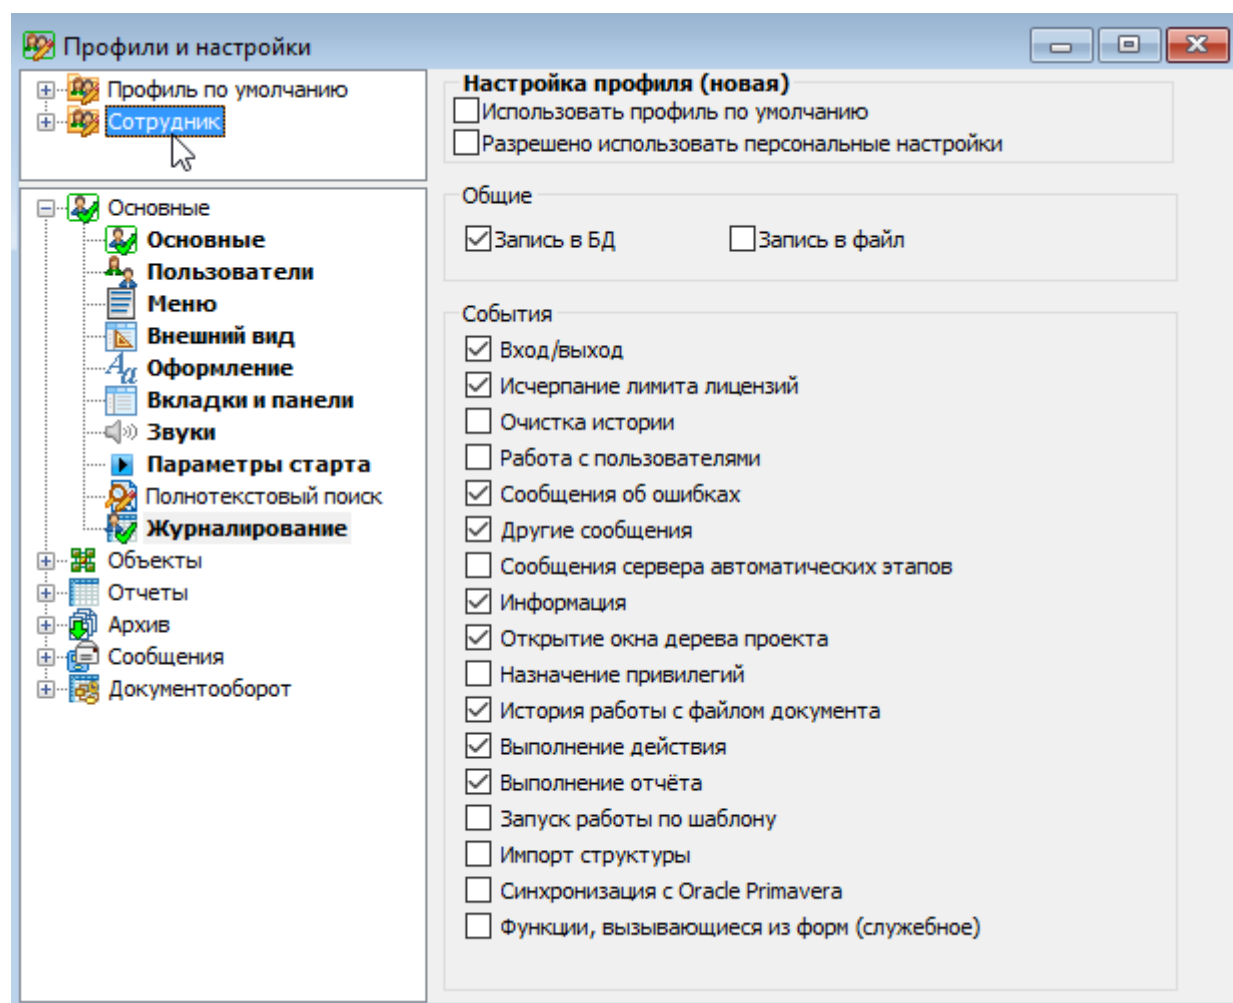 Профили и настройки
Профиль по умолчанию
Сотрудник
Основные
Основные
Пользователи
Меню
Внешний вид
Оформление
Вкладки и панели
Звуки
Параметры старта
Полнотекстовый поиск
Журналирование
Объекты
Отчеты
Архив
Сообщения
Документооборот
Настройка профиля (новая)
Использовать профиль по умолчанию
Разрешено использовать персональные настройки
Общие
Запись в БД Запись в файл
События
Вход/выход
Исчерпание лимита лицензий
Очистка истории
Работа с пользователями
Сообщения об ошибках
Другие сообщения
Сообщения сервера автоматических этапов
Информация
Открытие окна дерева проекта
Назначение привилегий
История работы с файлом документа
Выполнение действия
Выполнение отчёта
Запуск работы по шаблону
Импорт структуры
Синхронизация с Oracle Primavera
Функции, вызывающиеся из форм (служебное)